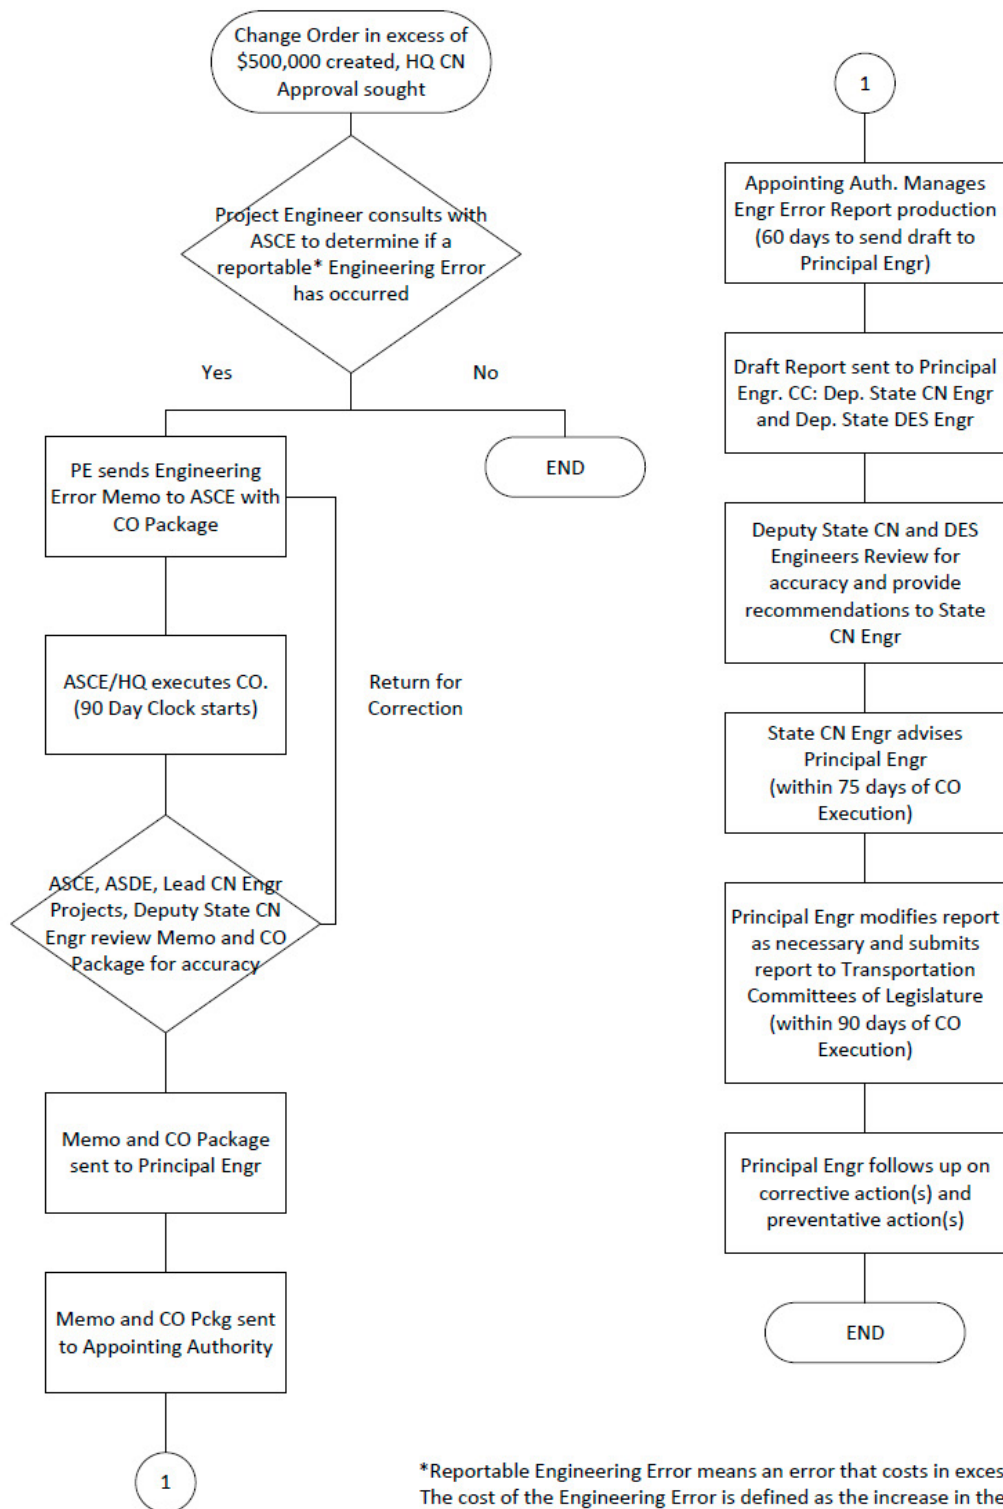 Change Order in excess of
$500,000 created, HQ CN
Approval sought
Project Engineer consults with
ASCE to determine if a
reportable* Engineering Error
has occurred
Yes
No
PE sends Engineering
Error Memo to ASCE with
CO Package
END
ASCE/HQ executes CO.
(90 Day Clock starts)
Return for
Correction
ASCE, ASDE, Lead CN Engr
Projects, Deputy State CN
Engr review Memo and CO
Package for accuracy
Memo and CO Package
sent to Principal Engr
Memo and CO Pckg sent
to Appointing Authority
1
1
Appointing Auth. Manages
Engr Error Report production
(60 days to send draft to
Principal Engr)
Draft Report sent to Principal
Engr. CC: Dep. State CN Engr
and Dep. State DES Engr
Deputy State CN and DES
Engineers Review for
accuracy and provide
recommendations to State
CN Engr
State CN Engr advises
Principal Engr
(within 75 days of CO
Execution)
Principal Engr modifies report
as necessary and submits
report to Transportation
Committees of Legislature
(within 90 days of CO
Execution)
Principal Engr follows up on
corrective action(s) and
preventative action(s)
END
*Reportable Engineering Error means an error that costs in exces
The cost of the Engineering Error is defined as the increase in the